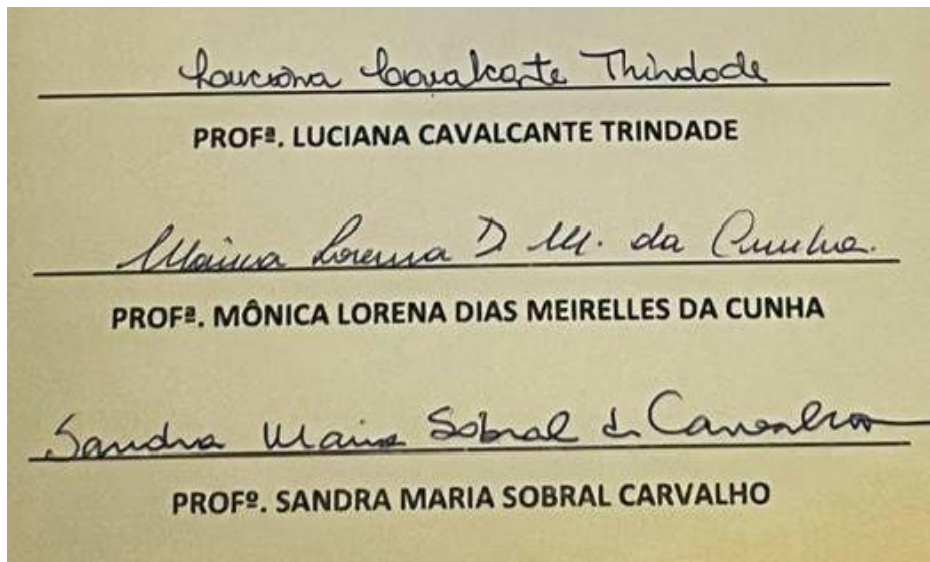 Luciana Cavalcante Trindade
PROFª. LUCIANA CAVALCANTE TRINDADE
Mônica Lorena D. M. da Cunha.
PROFª. MÔNICA LORENA DIAS MEIRELLES DA CUNHA
Sandra Maria Sobral de Carvalho
PROFº. SANDRA MARIA SOBRAL CARVALHO